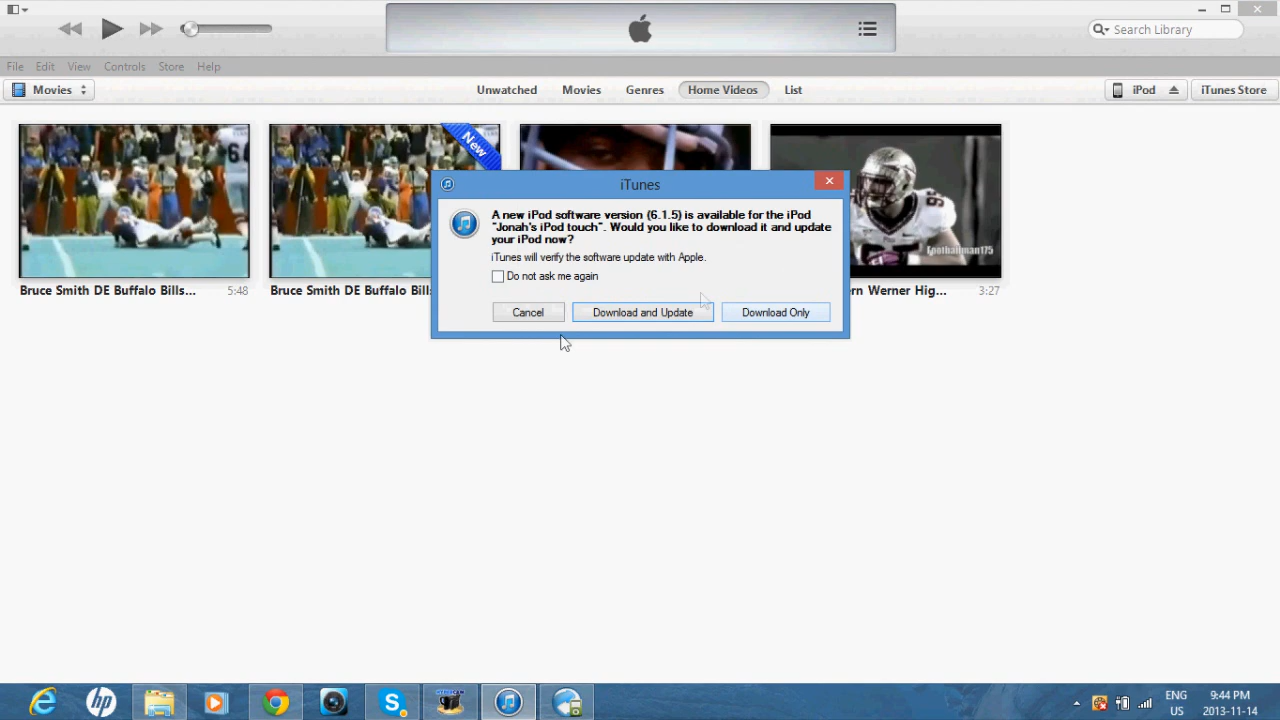 Search Library
File Edit View Controls Store Help
Movies
Unwatched Movies Genres Home Videos List
iPod
iTunes Store
New
6
95
footballman175
Bruce Smith DE Buffalo Bills... 5:48
Bruce Smith DE Buffalo Bills
rn Werner Hig... 3:27
iTunes
A new iPod software version (6.1.5) is available for the iPod
"Jonah's iPod touch". Would you like to download it and update
your iPod now?
iTunes will verify the software update with Apple.
Do not ask me again
Cancel
Download and Update
Download Only
hp
S
ENG
US
9:44 PM
2013-11-14